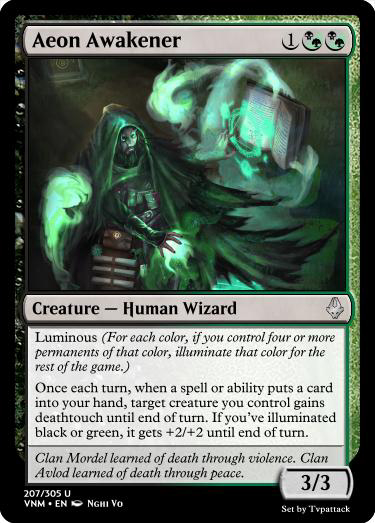 Aeon Awakener
1
Creature — Human Wizard
Luminous (For each color, if you control four or more
permanents of that color, illuminate that color for the
rest of the game.)
Once each turn, when a spell or ability puts a card
into your hand, target creature you control gains
deathtouch until end of turn. If you’ve illuminated
black or green, it gets +2/+2 until end of turn.
Clan Mordel learned of death through violence. Clan
Avlod learned of death through peace.
3/3
207/305 U
VNM • EN Nghi Vo
Set by Tvpattack